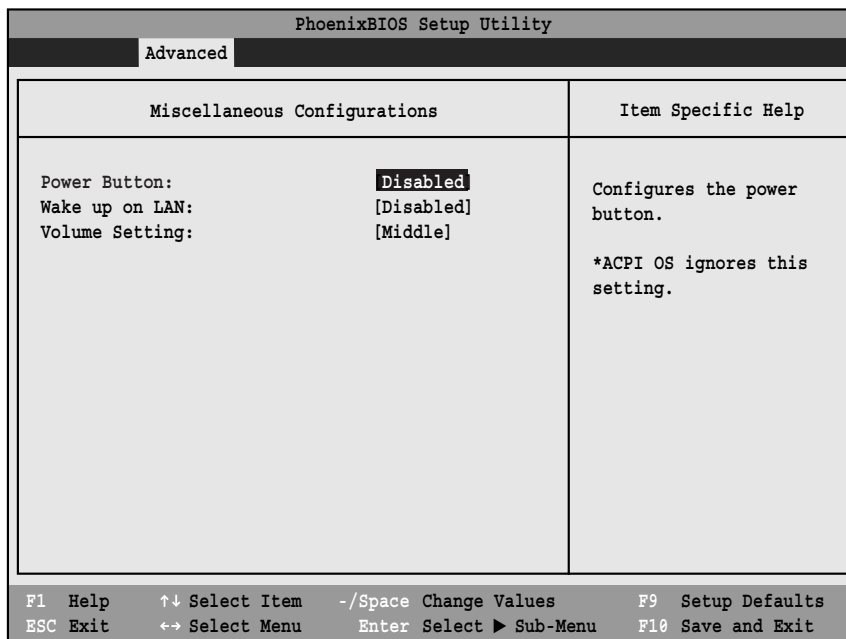 PhoenixBIOS Setup Utility
Advanced
Miscellaneous Configurations
Item Specific Help
Power Button: [Disabled]
Wake up on LAN: [Disabled]
Volume Setting: [Middle]
Configures the power
button.
*ACPI OS ignores this
setting.
F1 Help ↑↓ Select Item -/Space Change Values F9 Setup Defaults
ESC Exit ←→ Select Menu Enter Select ▶ Sub-Menu F10 Save and Exit